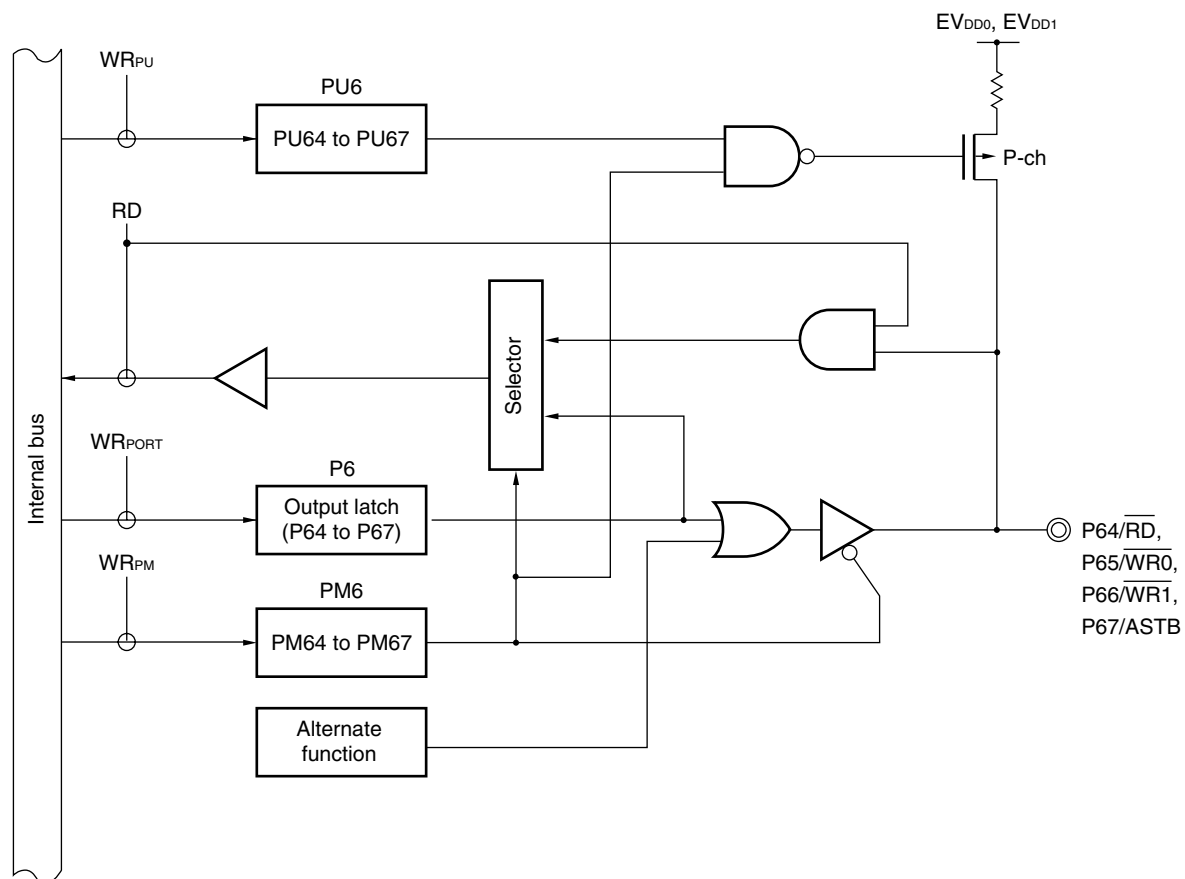 EVDD0, EVDD1
WRPU
PU6
PU64 to PU67
P-ch
RD
Selector
Internal bus
WRPORT
P6
Output latch
(P64 to P67)
P64/RD,
P65/WR0,
P66/WR1,
P67/ASTB
WRPM
PM6
PM64 to PM67
Alternate
function